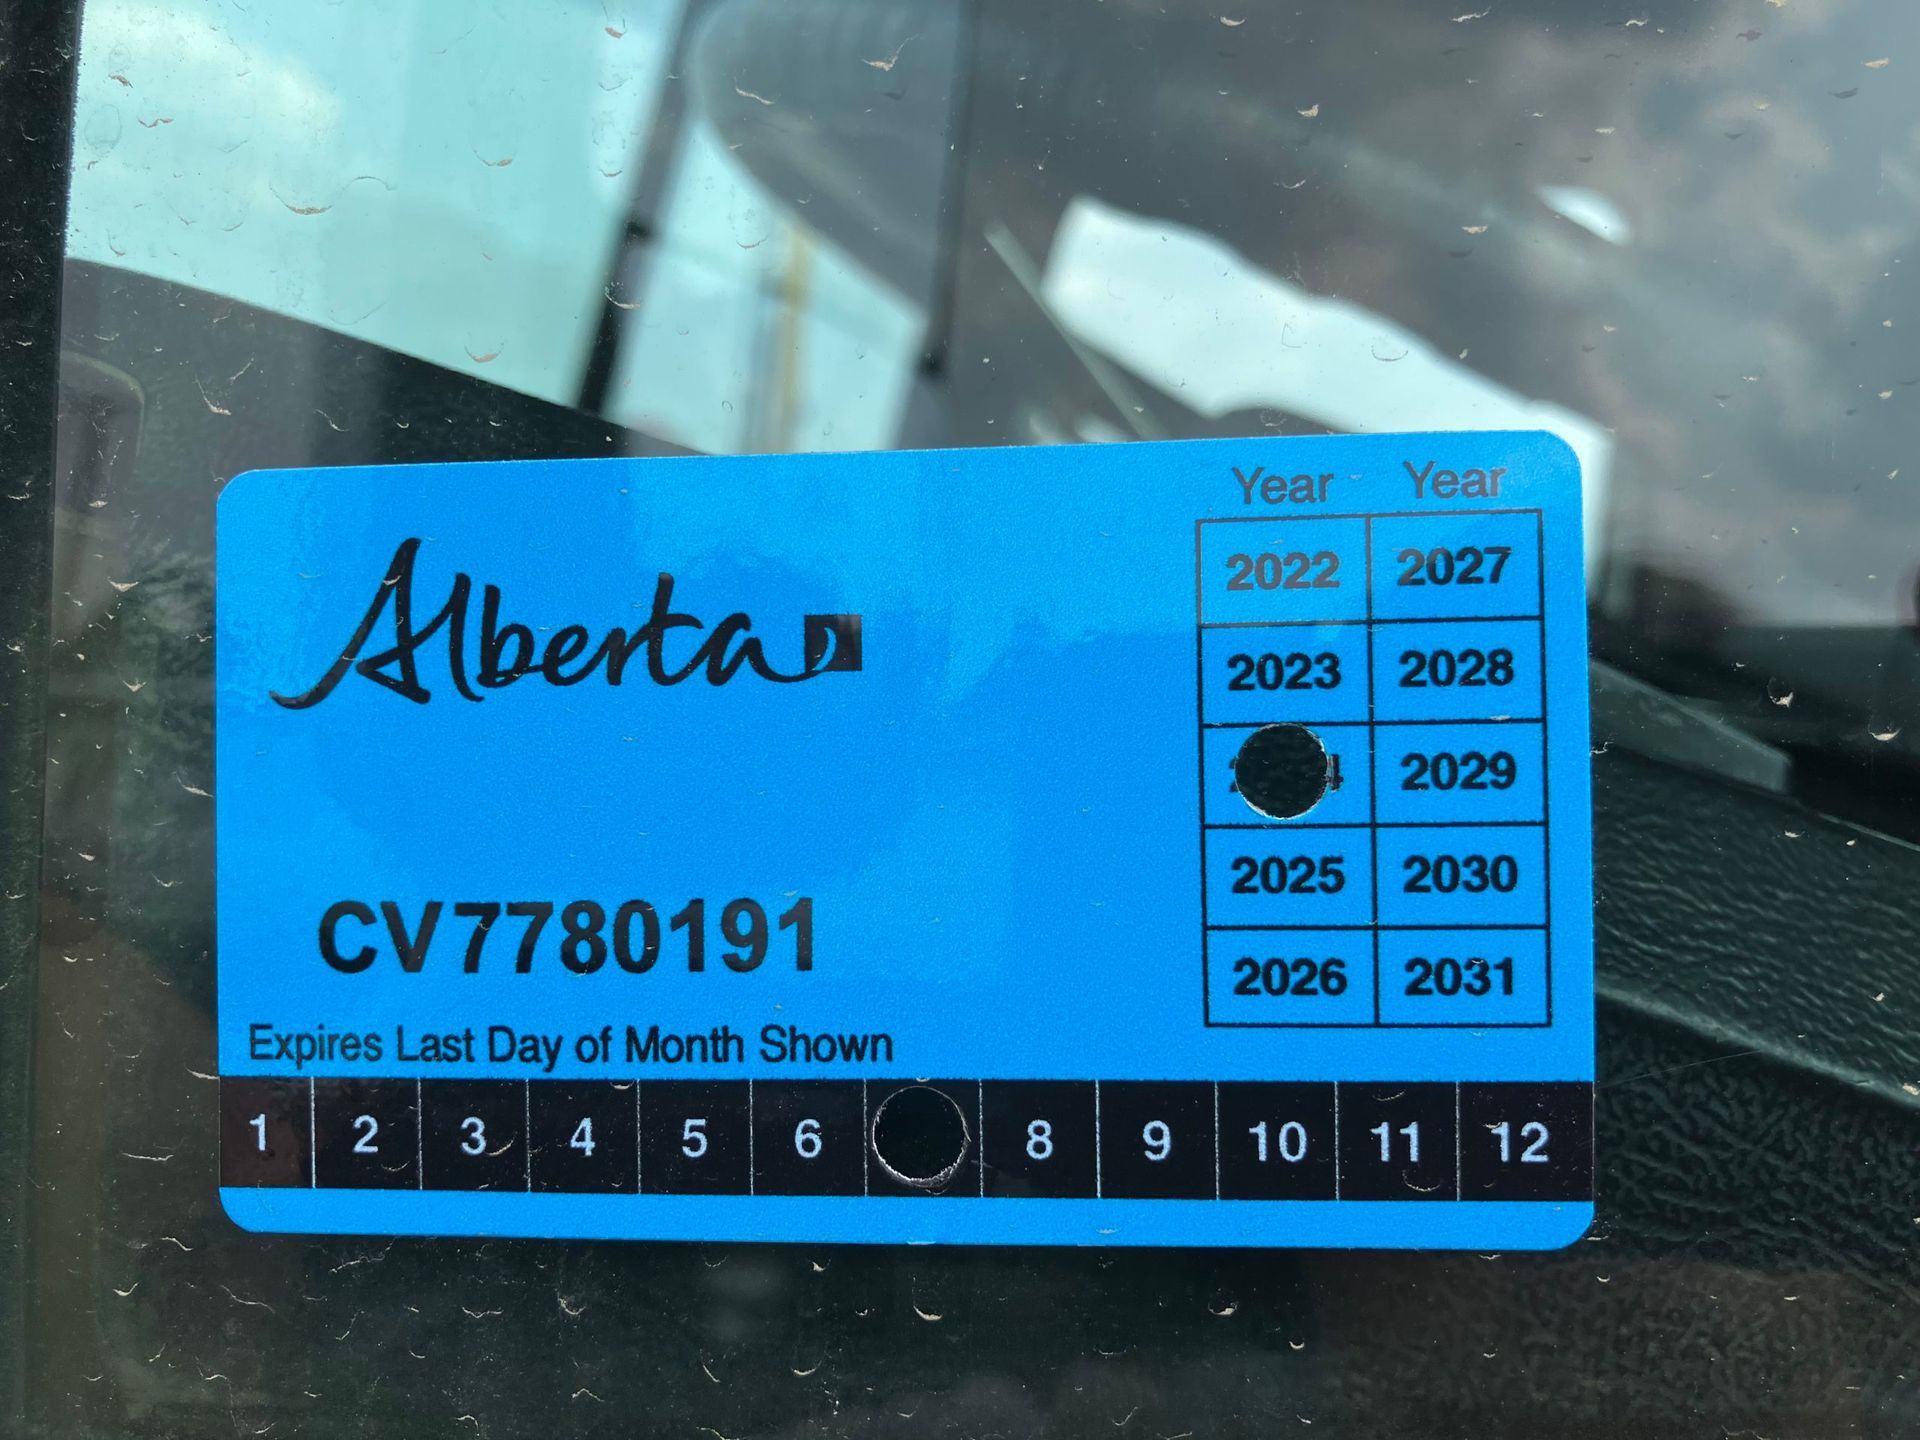 Alberta
Year Year
2022 2027
2023 2028
2029
2025 2030
2026 2031
CV7780191
Expires Last Day of Month Shown
1 2 3 4 5 6 8 9 10 11 12